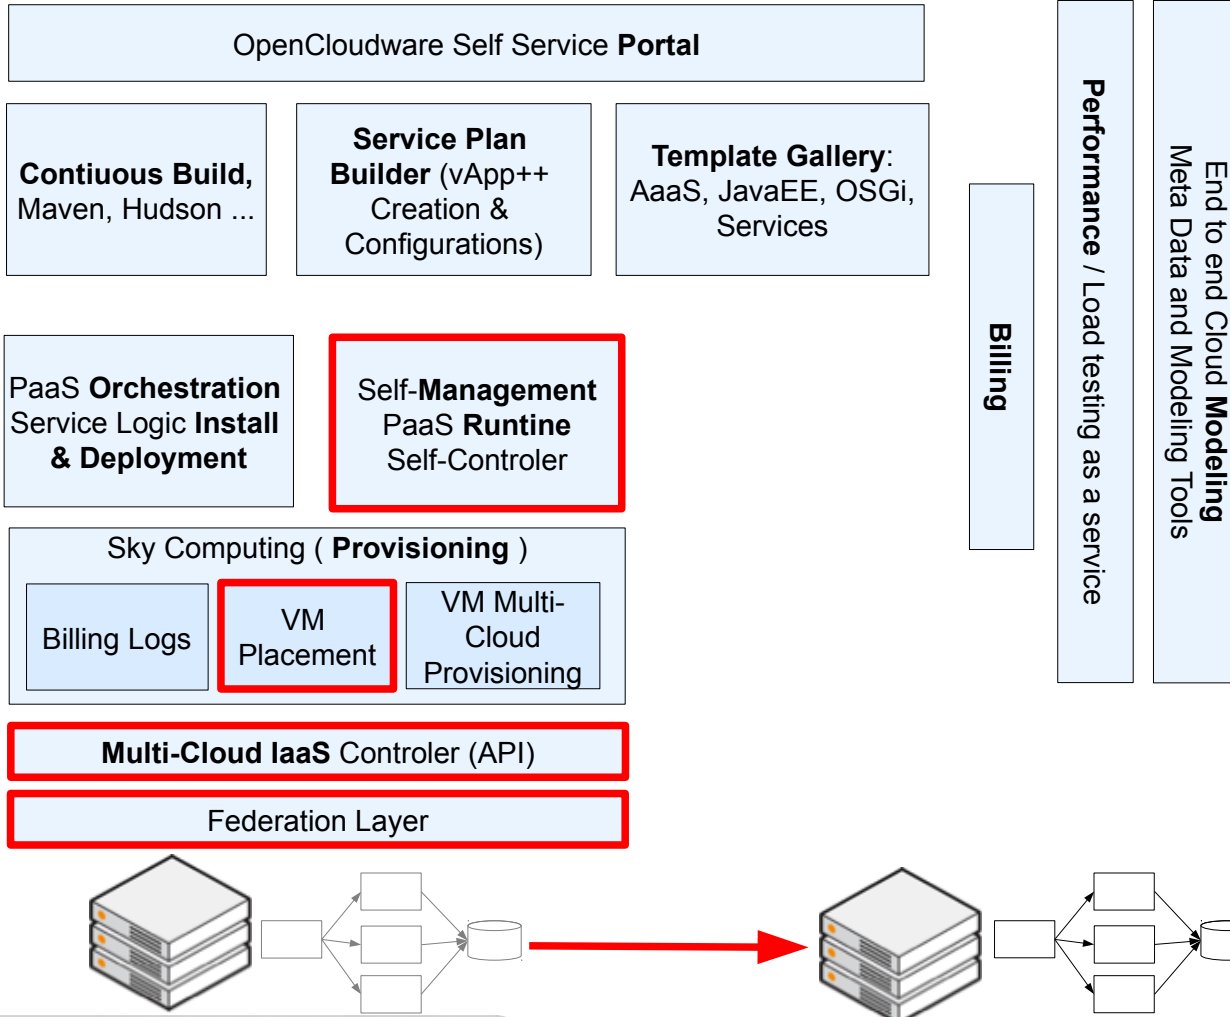 OpenCloudware Self Service Portal
Contiuous Build,
Maven, Hudson ...
Service Plan
Builder (vApp++
Creation &
Configurations)
Template Gallery:
AaaS, JavaEE, OSGi,
Services
PaaS Orchestration
Service Logic Install
& Deployment
Self-Management
PaaS Runtine
Self-Controler
Sky Computing ( Provisioning )
Billing Logs
VM
Placement
VM Multi-
Cloud
Provisioning
Multi-Cloud IaaS Controler (API)
Federation Layer
Billing
Performance / Load testing as a service
End to end Cloud Modeling
Meta Data and Modeling Tools